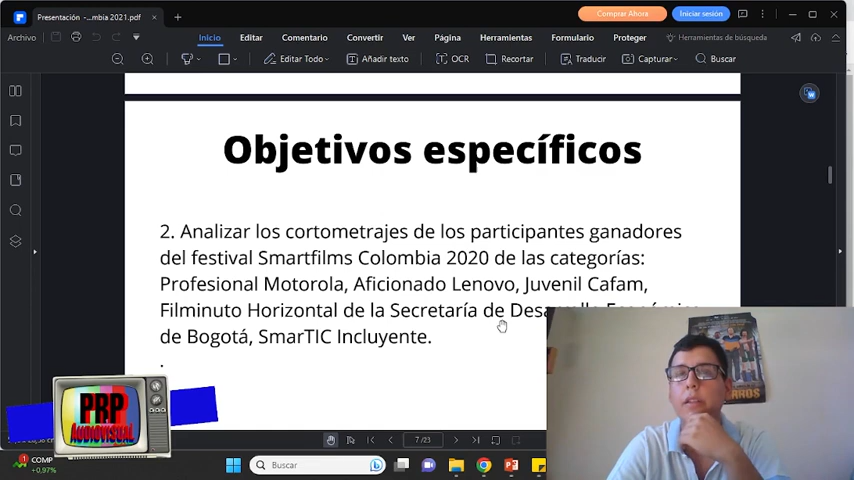 Presentación -...mbia 2021.pdf
Comprar Ahora
Iniciar sesión
Archivo
Inicio
Editar
Comentario
Convertir
Ver
Página
Herramientas
Formulario
Proteger
Herramientas de búsqueda
Editar Todo
Añadir texto
OCR
Recortar
Traducir
Capturar
Buscar
Objetivos específicos
2. Analizar los cortometrajes de los participantes ganadores
del festival Smartfilms Colombia 2020 de las categorías:
Profesional Motorola, Aficionado Lenovo, Juvenil Cafam,
Filminuto Horizontal de la Secretaría de
de Bogotá, SmarTIC Incluyente.
.
PRP
AUDIOVISUAL
7/23
1
COMP
+0,97%
Buscar